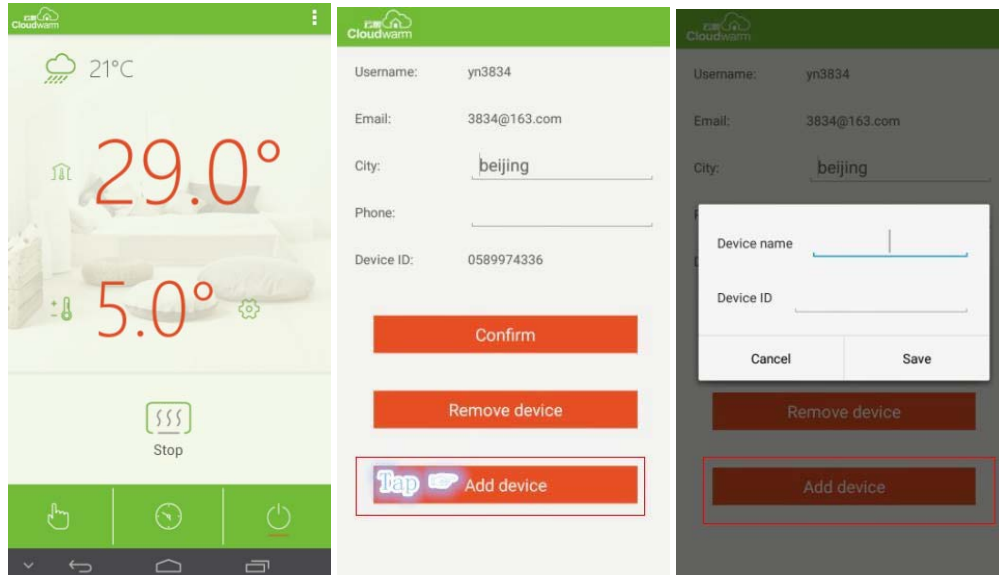 Cloudwarm
21°C
29.0°
5.0°
Stop
Cloudwarm
Username: yn3834
Email: 3834@163.com
City: beijing
Phone:
Device ID: 0589974336
Confirm
Remove device
Tap Add device
Cloudwarm
Username: yn3834
Email: 3834@163.com
City: beijing
Device name
Device ID
Cancel Save
Remove device
Add device